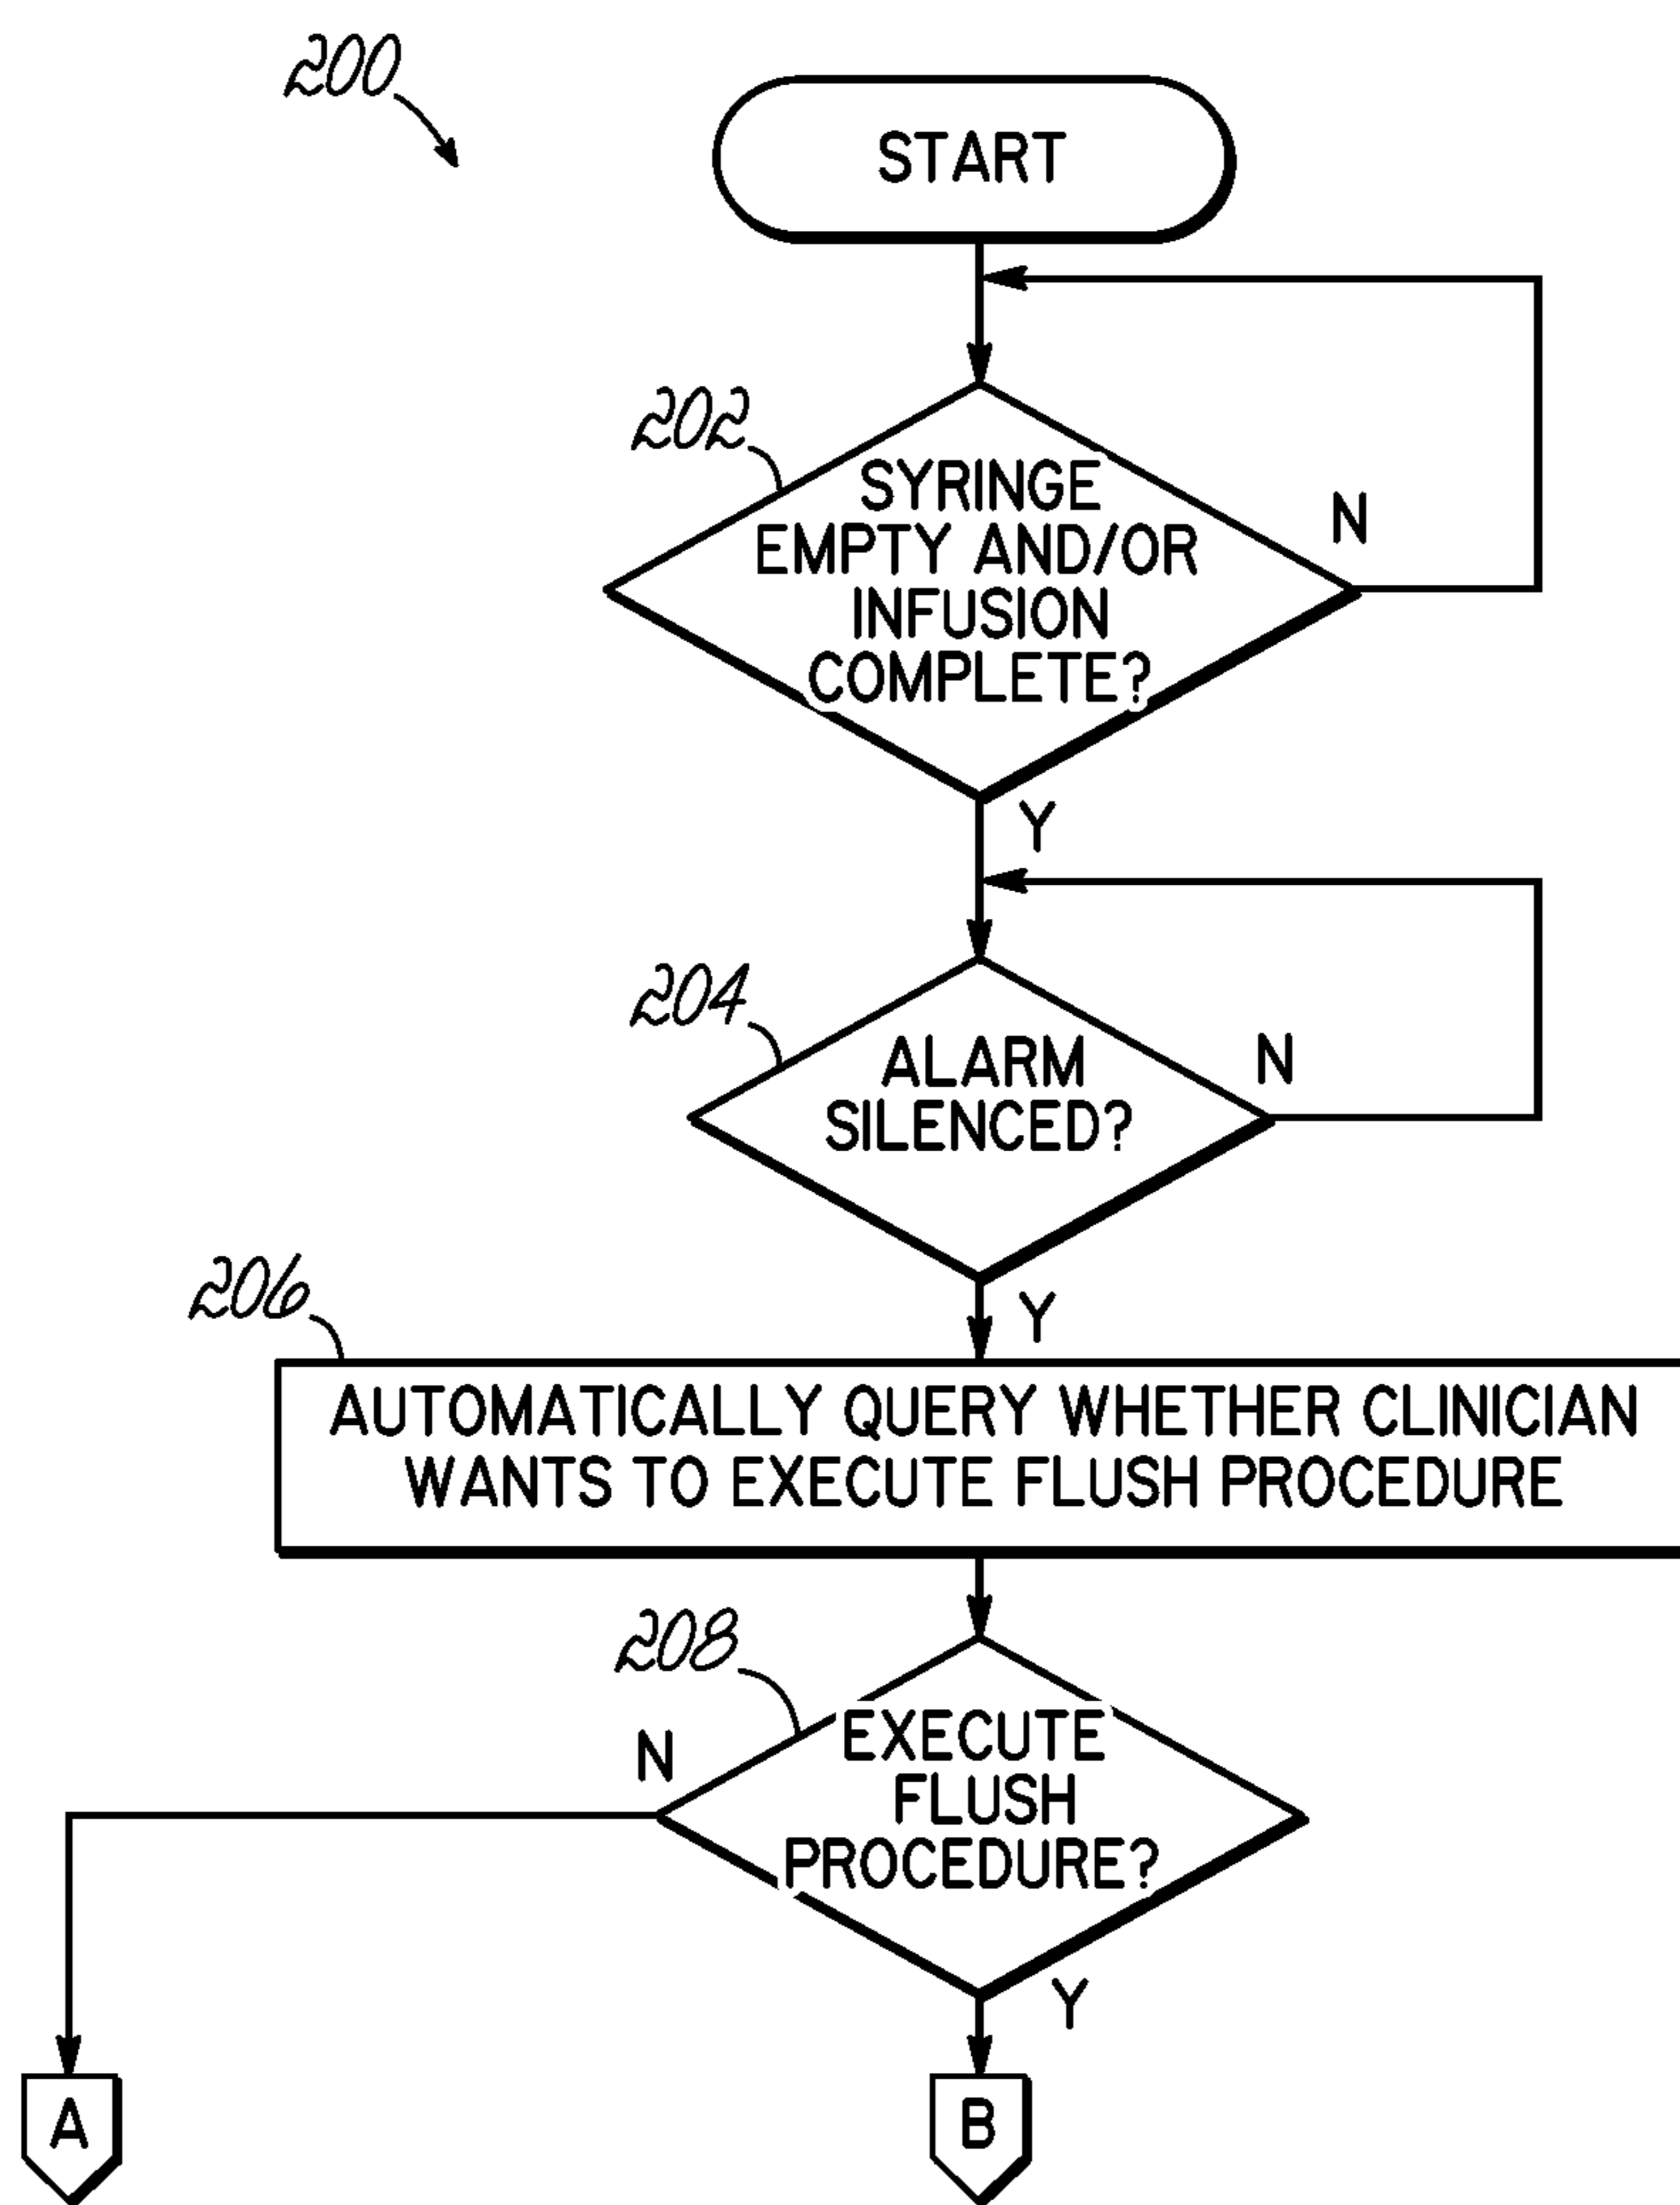 200
START
202
SYRINGE
EMPTY AND/OR
INFUSION
COMPLETE?
N
Y
204
ALARM
SILENCED?
N
Y
206
AUTOMATICALLY QUERY WHETHER CLINICIAN
WANTS TO EXECUTE FLUSH PROCEDURE
208
N
EXECUTE
FLUSH
PROCEDURE?
Y
A
B